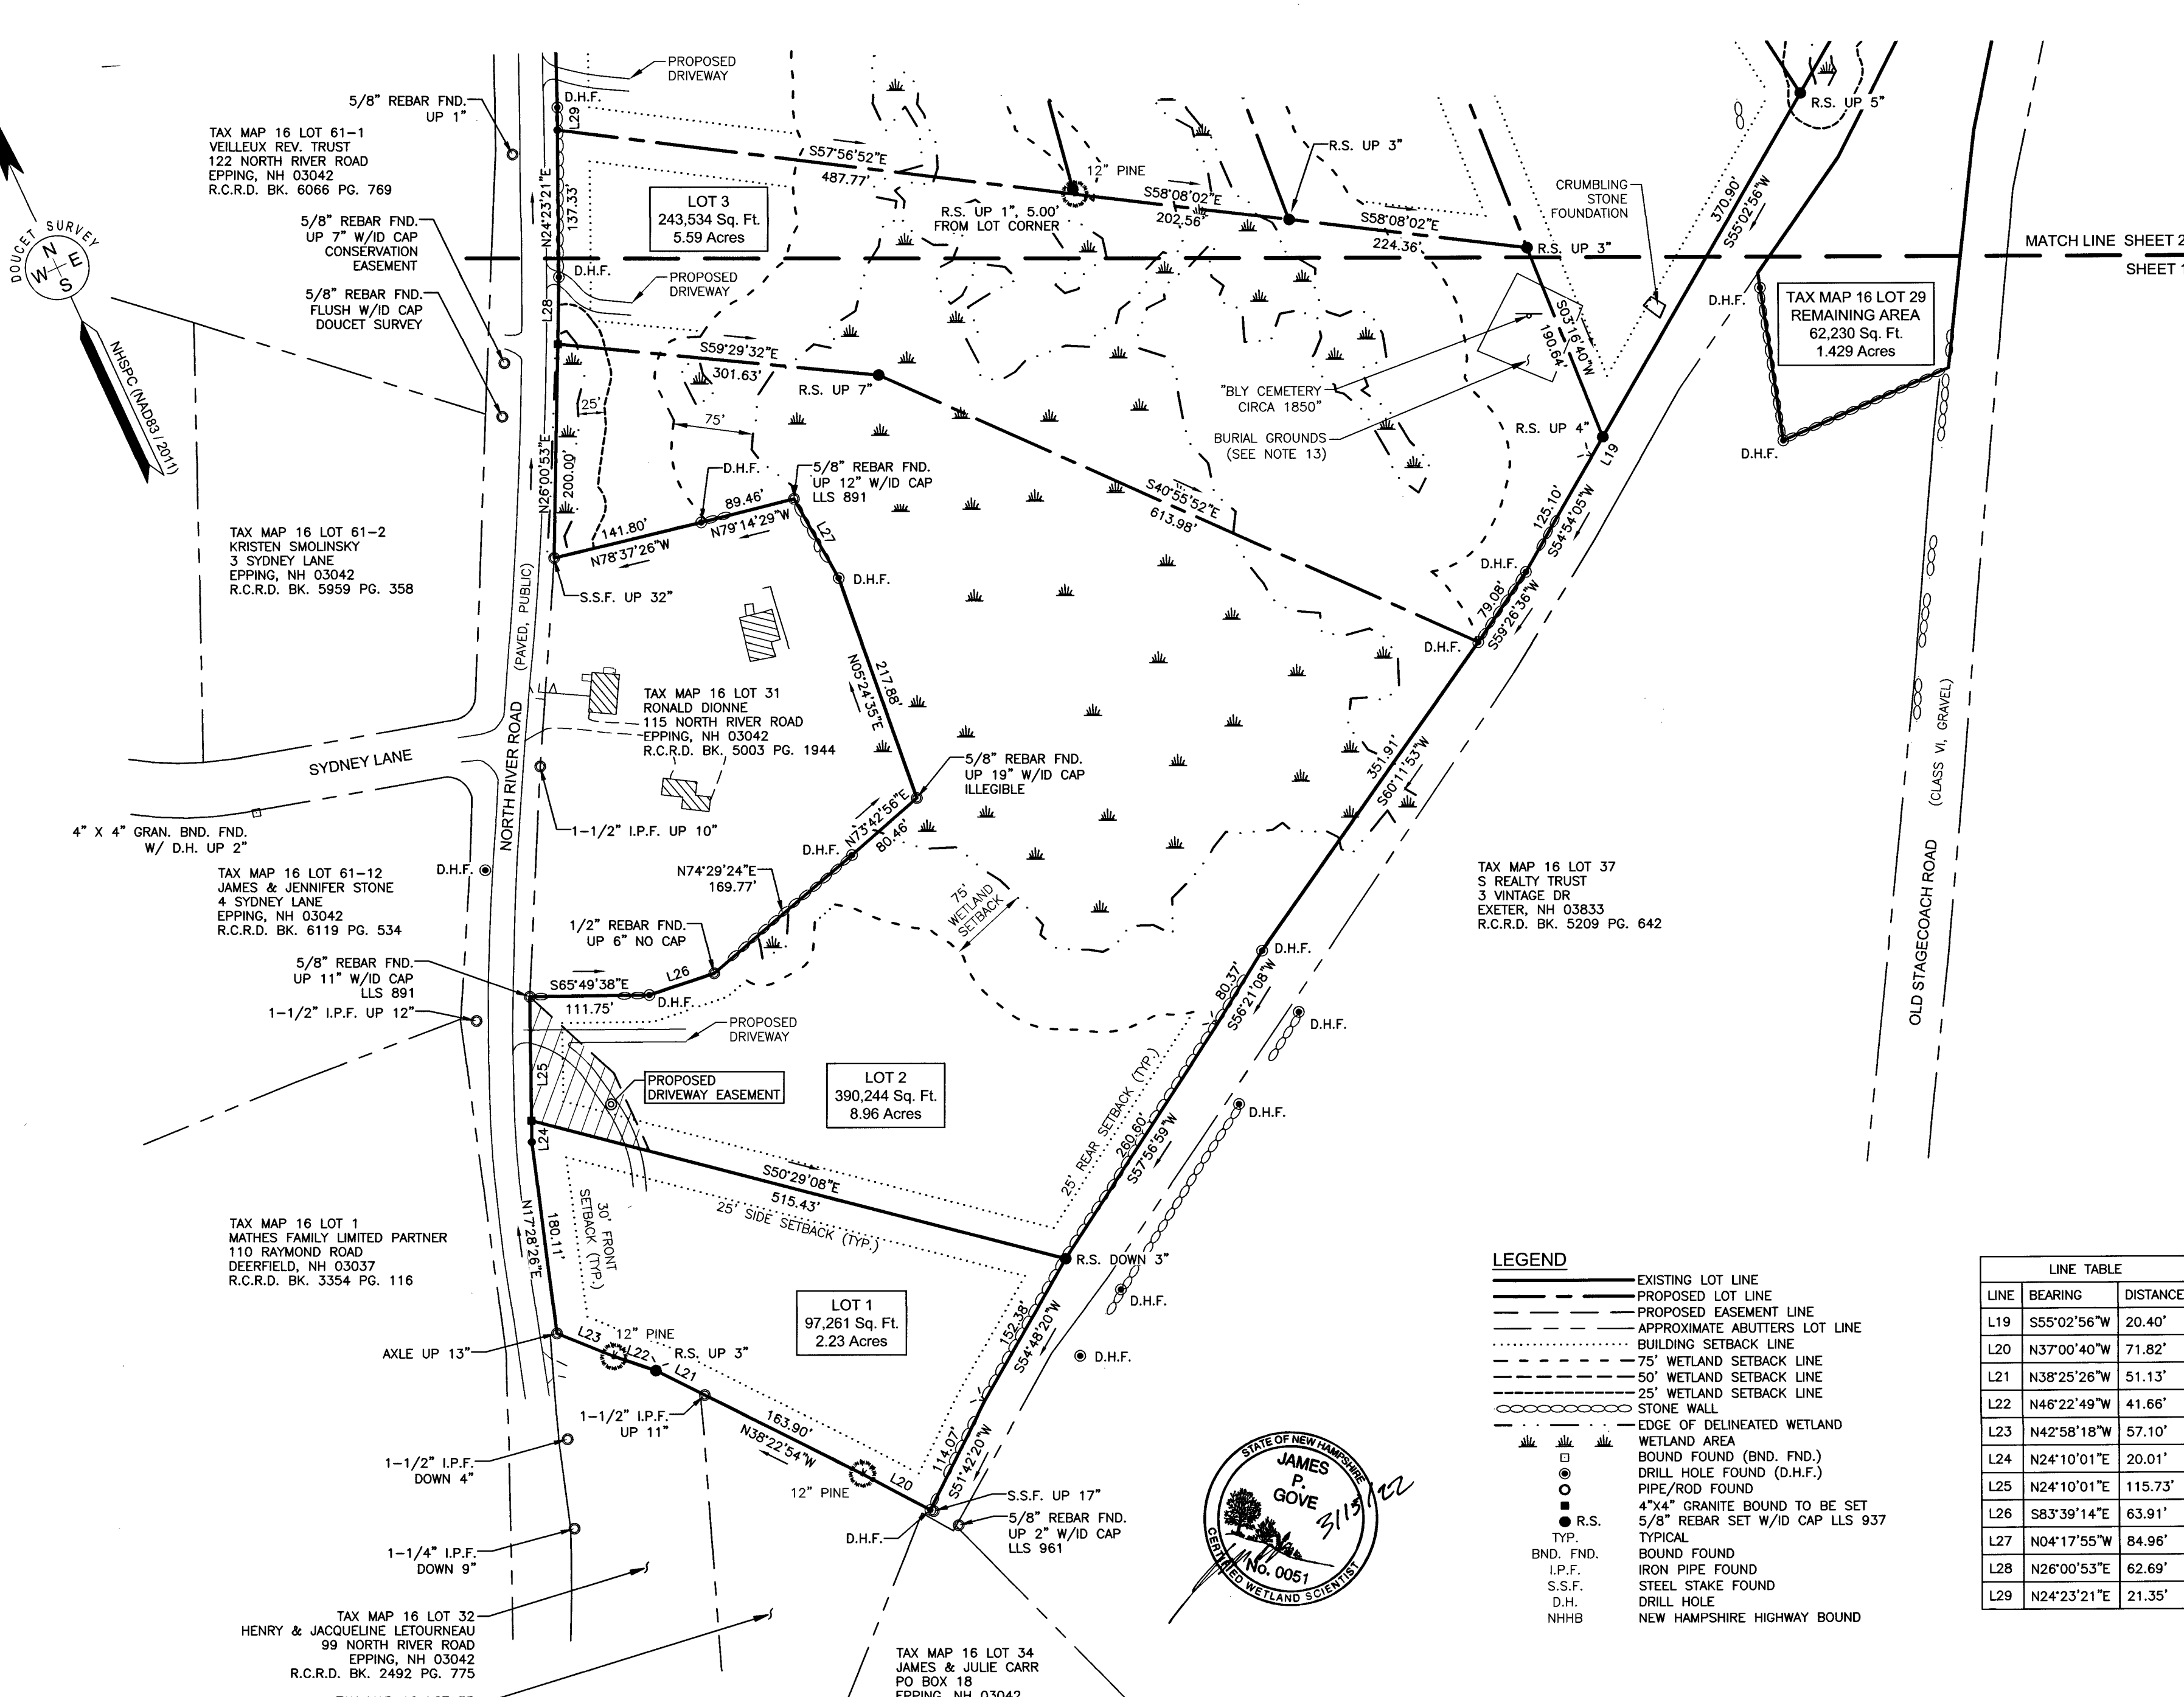 PROPOSED
DRIVEWAY
D.H.F.
L29
5/8" REBAR FND.
UP 1"
TAX MAP 16 LOT 61-1
VEILLEUX REV. TRUST
122 NORTH RIVER ROAD
EPPING, NH 03042
R.C.R.D. BK. 6066 PG. 769
5/8" REBAR FND.
UP 7" W/ID CAP
CONSERVATION
EASEMENT
5/8" REBAR FND.
FLUSH W/ID CAP
DOUCET SURVEY
DOUCET SURVEY
N
E
W
S
NHSPC (NAD83 / 2011)
N24°23'21"E
137.33'
S57°56'52"E
487.77'
LOT 3
243,534 Sq. Ft.
5.59 Acres
12" PINE
R.S. UP 1", 5.00'
FROM LOT CORNER
S58°08'02"E
202.56'
R.S. UP 3"
S58°08'02"E
224.36'
R.S. UP 3"
CRUMBLING
STONE
FOUNDATION
R.S. UP 5"
370.90'
S55°02'56"W
MATCH LINE SHEET 2
SHEET 1
D.H.F.
PROPOSED
DRIVEWAY
L28
D.H.F.
TAX MAP 16 LOT 29
REMAINING AREA
62,230 Sq. Ft.
1.429 Acres
D.H.F.
S03°16'40"W
190.64'
S59°29'32"E
301.63'
R.S. UP 7"
25'
75'
"BLY CEMETERY
CIRCA 1850"
BURIAL GROUNDS
(SEE NOTE 13)
R.S. UP 4"
L19
N26°00'53"E
200.00'
D.H.F.
5/8" REBAR FND.
UP 12" W/ID CAP
LLS 891
89.46'
N79°14'29"W
141.80'
N78°37'26"W
L27
D.H.F.
S.S.F. UP 32"
S40°55'52"E
613.98'
125.10'
S54°54'05"W
D.H.F.
79.08'
S59°26'36"W
D.H.F.
TAX MAP 16 LOT 61-2
KRISTEN SMOLINSKY
3 SYDNEY LANE
EPPING, NH 03042
R.C.R.D. BK. 5959 PG. 358
NORTH RIVER ROAD
(PAVED, PUBLIC)
217.88'
N05°24'35"E
TAX MAP 16 LOT 31
RONALD DIONNE
115 NORTH RIVER ROAD
EPPING, NH 03042
R.C.R.D. BK. 5003 PG. 1944
SYDNEY LANE
5/8" REBAR FND.
UP 19" W/ID CAP
ILLEGIBLE
351.91'
S60°11'53"W
OLD STAGECOACH ROAD
(CLASS VI, GRAVEL)
4" X 4" GRAN. BND. FND.
W/ D.H. UP 2"
1-1/2" I.P.F. UP 10"
N73°42'56"E
80.46'
D.H.F.
D.H.F.
TAX MAP 16 LOT 61-12
JAMES & JENNIFER STONE
4 SYDNEY LANE
EPPING, NH 03042
R.C.R.D. BK. 6119 PG. 534
N74°29'24"E
169.77'
75'
WETLAND
SETBACK
TAX MAP 16 LOT 37
S REALTY TRUST
3 VINTAGE DR
EXETER, NH 03833
R.C.R.D. BK. 5209 PG. 642
1/2" REBAR FND.
UP 6" NO CAP
5/8" REBAR FND.
UP 11" W/ID CAP
LLS 891
S65°49'38"E
111.75'
L26
D.H.F.
D.H.F.
80.37'
S56°21'08"W
1-1/2" I.P.F. UP 12"
PROPOSED
DRIVEWAY
D.H.F.
L25
PROPOSED
DRIVEWAY EASEMENT
LOT 2
390,244 Sq. Ft.
8.96 Acres
25' REAR SETBACK (TYP.)
260.60'
S57°56'59"W
D.H.F.
L24
S50°29'08"E
515.43'
25' SIDE SETBACK (TYP.)
N17°28'26"E
180.11'
30' FRONT
SETBACK (TYP.)
TAX MAP 16 LOT 1
MATHES FAMILY LIMITED PARTNER
110 RAYMOND ROAD
DEERFIELD, NH 03037
R.C.R.D. BK. 3354 PG. 116
R.S. DOWN 3"
D.H.F.
LOT 1
97,261 Sq. Ft.
2.23 Acres
152.38'
S54°48'20"W
D.H.F.
AXLE UP 13"
L23
12" PINE
L22
R.S. UP 3"
L21
1-1/2" I.P.F.
UP 11"
163.90'
N38°22'54"W
12" PINE
L20
114.07'
S51°42'20"W
1-1/2" I.P.F.
DOWN 4"
S.S.F. UP 17"
D.H.F.
5/8" REBAR FND.
UP 2" W/ID CAP
LLS 961
1-1/4" I.P.F.
DOWN 9"
TAX MAP 16 LOT 32
HENRY & JACQUELINE LETOURNEAU
99 NORTH RIVER ROAD
EPPING, NH 03042
R.C.R.D. BK. 2492 PG. 775
TAX MAP 16 LOT 34
JAMES & JULIE CARR
PO BOX 18
EPPING, NH 03042
STATE OF NEW HAMPSHIRE
JAMES
P.
GOVE
No. 0051
CERTIFIED WETLAND SCIENTIST
3/15/22
LEGEND
EXISTING LOT LINE
PROPOSED LOT LINE
PROPOSED EASEMENT LINE
APPROXIMATE ABUTTERS LOT LINE
BUILDING SETBACK LINE
75' WETLAND SETBACK LINE
50' WETLAND SETBACK LINE
25' WETLAND SETBACK LINE
STONE WALL
EDGE OF DELINEATED WETLAND
WETLAND AREA
BOUND FOUND (BND. FND.)
DRILL HOLE FOUND (D.H.F.)
PIPE/ROD FOUND
4"X4" GRANITE BOUND TO BE SET
R.S. 5/8" REBAR SET W/ID CAP LLS 937
TYP. TYPICAL
BND. FND. BOUND FOUND
I.P.F. IRON PIPE FOUND
S.S.F. STEEL STAKE FOUND
D.H. DRILL HOLE
NHHB NEW HAMPSHIRE HIGHWAY BOUND
LINE TABLE
LINE BEARING DISTANCE
L19 S55°02'56"W 20.40'
L20 N37°00'40"W 71.82'
L21 N38°25'26"W 51.13'
L22 N46°22'49"W 41.66'
L23 N42°58'18"W 57.10'
L24 N24°10'01"E 20.01'
L25 N24°10'01"E 115.73'
L26 S83°39'14"E 63.91'
L27 N04°17'55"W 84.96'
L28 N26°00'53"E 62.69'
L29 N24°23'21"E 21.35'